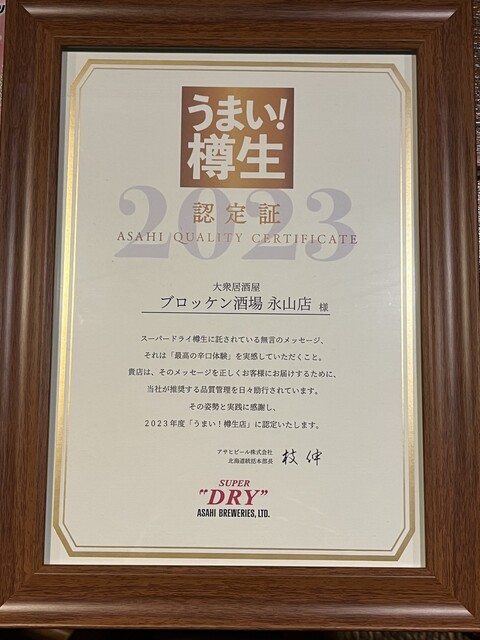 うまい!
樽生
2023
認定証
ASAHI QUALITY CERTIFICATE
大衆居酒屋
ブロッケン酒場 永山店 様
スーパードライ樽生に託されている無言のメッセージ、
それは「最高の辛口体験」を実感していただくこと。
貴店は、そのメッセージを正しくお客様にお届けするために、
当社が推奨する品質管理を日々励行されています。
その姿勢と実践に感謝し、
2023年度「うまい!樽生店」に認定いたします。
アサヒビール株式会社
北海道統括本部長 枝 伸
SUPER
"DRY"
ASAHI BREWERIES, LTD.